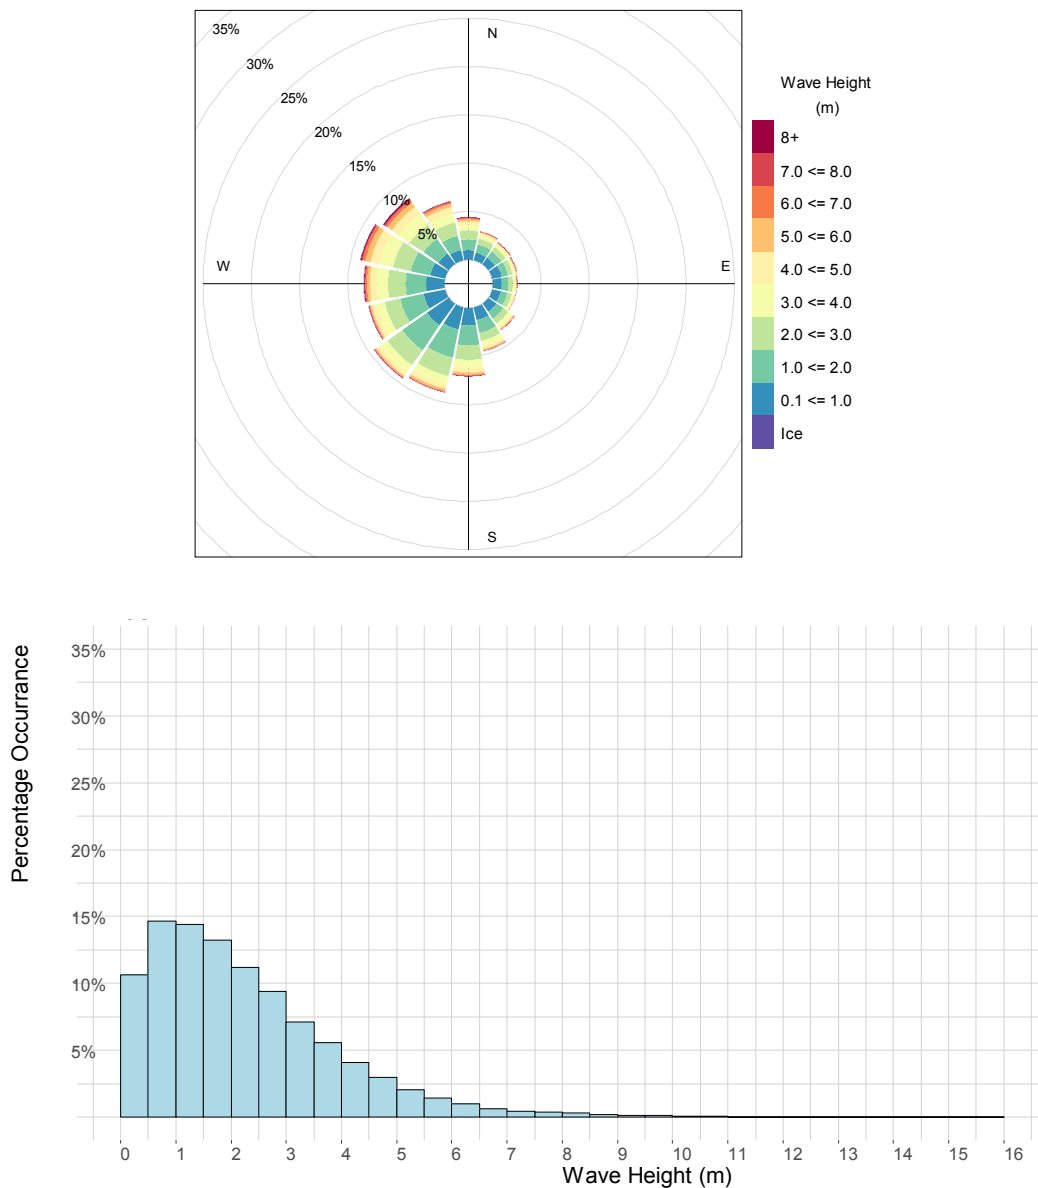 35%
N
30%
25%
20%
15%
10%
5%
W
E
S
Wave Height
(m)
8+
7.0 <= 8.0
6.0 <= 7.0
5.0 <= 6.0
4.0 <= 5.0
3.0 <= 4.0
2.0 <= 3.0
1.0 <= 2.0
0.1 <= 1.0
Ice
Percentage Occurrance
35%
30%
25%
20%
15%
10%
5%
0 1 2 3 4 5 6 7 8 9 10 11 12 13 14 15 16
Wave Height (m)